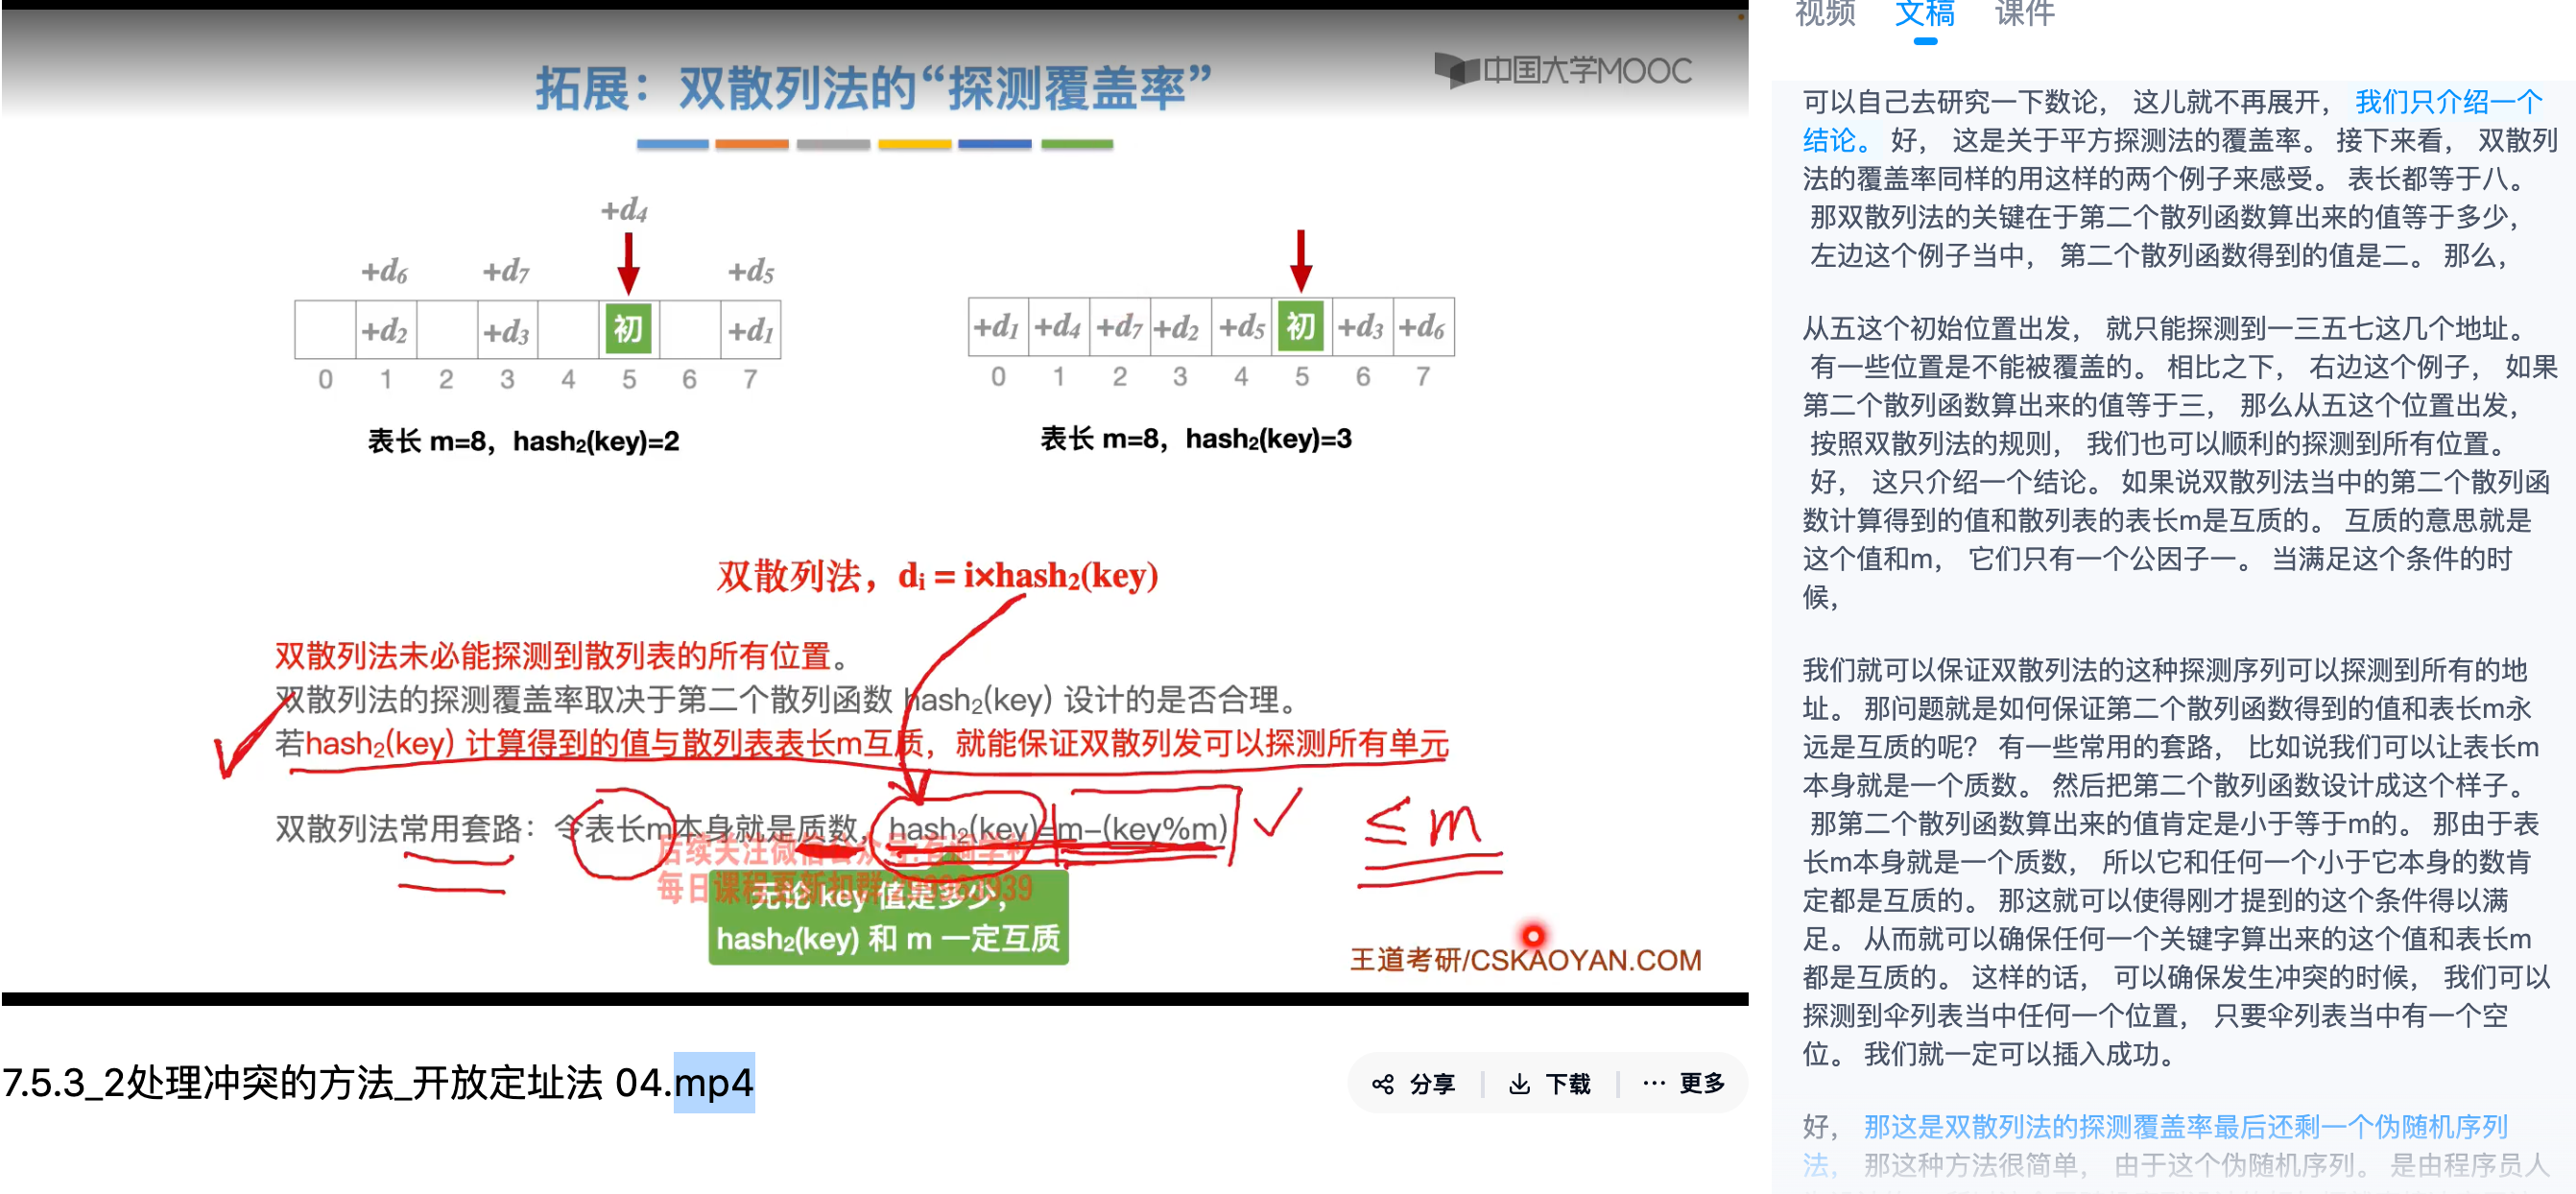 拓展：双散列法的“探测覆盖率”
中国大学MOOC
+d4
+d6 +d7 +d5
+d2 +d3 初 +d1
0 1 2 3 4 5 6 7
表长 m=8，hash₂(key)=2
+d1 +d4 +d7 +d2 +d5 初 +d3 +d6
0 1 2 3 4 5 6 7
表长 m=8，hash₂(key)=3
双散列法，dᵢ = i×hash₂(key)
双散列法未必能探测到散列表的所有位置。
双散列法的探测覆盖率取决于第二个散列函数 hash₂(key) 设计的是否合理。
若hash₂(key) 计算得到的值与散列表表长m互质，就能保证双散列发可以探测所有单元
双散列法常用套路：令表长m本身就是质数，hash₂(key)=m−(key%m)
≤ m
后续关注微信公众号:有洞学社
每日课程更新扣群
无论 key 值是多少，
hash₂(key) 和 m 一定互质
王道考研/CSKAOYAN.COM
7.5.3_2处理冲突的方法_开放定址法 04.mp4
分享 下载 更多
视频 文稿 课件
可以自己去研究一下数论， 这儿就不再展开， 我们只介绍一个
结论。 好， 这是关于平方探测法的覆盖率。 接下来看， 双散列
法的覆盖率同样的用这样的两个例子来感受。 表长都等于八。
那双散列法的关键在于第二个散列函数算出来的值等于多少，
左边这个例子当中， 第二个散列函数得到的值是二。 那么，
从五这个初始位置出发， 就只能探测到一三五七这几个地址。
有一些位置是不能被覆盖的。 相比之下， 右边这个例子， 如果
第二个散列函数算出来的值等于三， 那么从五这个位置出发，
按照双散列法的规则， 我们也可以顺利的探测到所有位置。
好， 这只介绍一个结论。 如果说双散列法当中的第二个散列函
数计算得到的值和散列表的表长m是互质的。 互质的意思就是
这个值和m， 它们只有一个公因子一。 当满足这个条件的时
候，
我们就可以保证双散列法的这种探测序列可以探测到所有的地
址。 那问题就是如何保证第二个散列函数得到的值和表长m永
远是互质的呢？ 有一些常用的套路， 比如说我们可以让表长m
本身就是一个质数。 然后把第二个散列函数设计成这个样子。
那第二个散列函数算出来的值肯定是小于等于m的。 那由于表
长m本身就是一个质数， 所以它和任何一个小于它本身的数肯
定都是互质的。 那这就可以使得刚才提到的这个条件得以满
足。 从而就可以确保任何一个关键字算出来的这个值和表长m
都是互质的。 这样的话， 可以确保发生冲突的时候， 我们可以
探测到伞列表当中任何一个位置， 只要伞列表当中有一个空
位。 我们就一定可以插入成功。
好， 那这是双散列法的探测覆盖率最后还剩一个伪随机序列
法， 那这种方法很简单， 由于这个伪随机序列。 是由程序员人